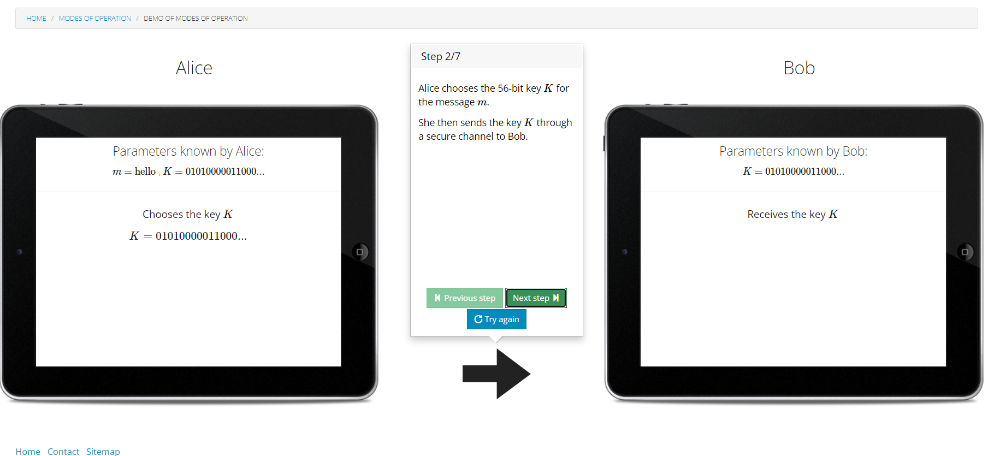 HOME / MODES OF OPERATION / DEMO OF MODES OF OPERATION
Alice
Parameters known by Alice:
m = hello , K = 01010000011000...
Chooses the key K
K = 01010000011000...
Step 2/7
Alice chooses the 56-bit key K for
the message m.
She then sends the key K through
a secure channel to Bob.
Previous step Next step
Try again
Bob
Parameters known by Bob:
K = 01010000011000...
Receives the key K
Home Contact Sitemap